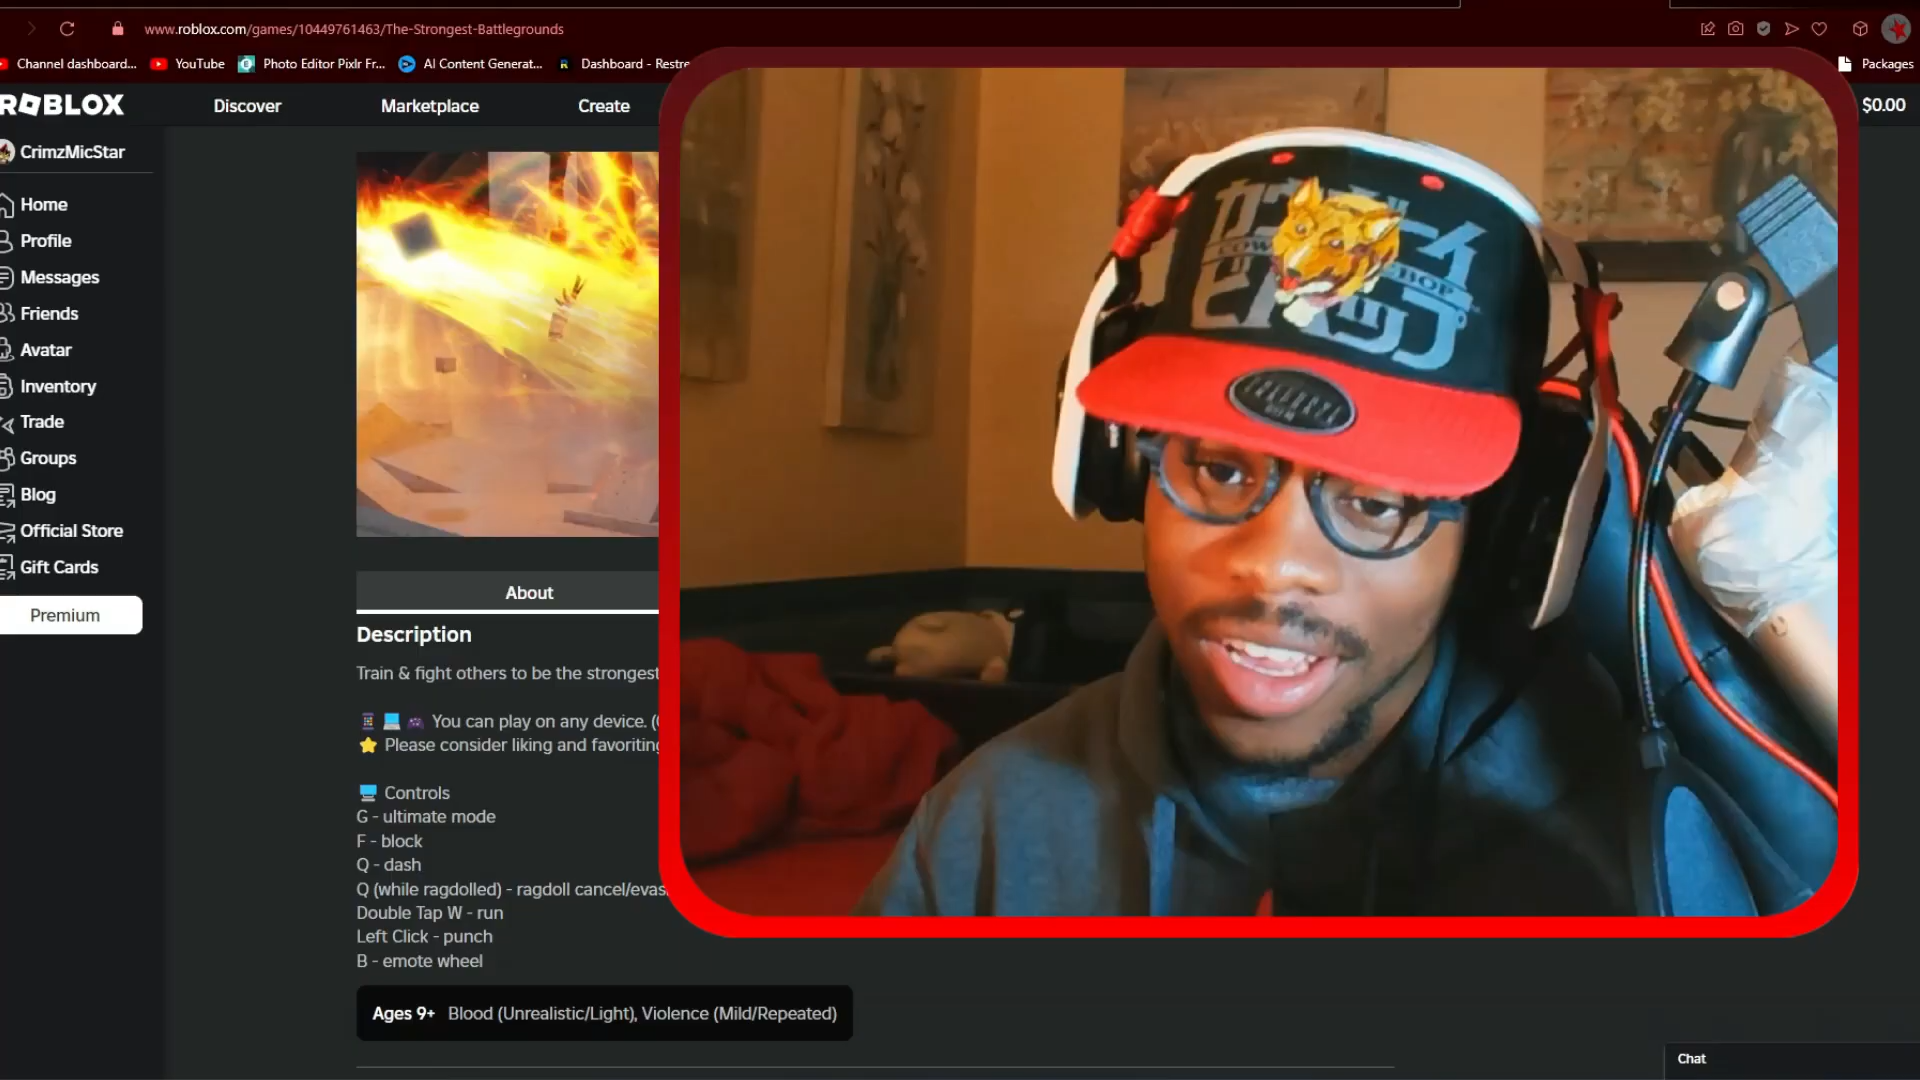 www.roblox.com/games/10449761463/The-Strongest-Battlegrounds
Channel dashboard...
YouTube
Photo Editor Pixlr Fr...
AI Content Generat...
Dashboard - Restre
Packages
ROBLOX
Discover
Marketplace
Create
$0.00
CrimzMicStar
Home
Profile
Messages
Friends
Avatar
Inventory
Trade
Groups
Blog
Official Store
Gift Cards
Premium
About
Description
Train & fight others to be the strongest
You can play on any device. (
Please consider liking and favoriting
Controls
G - ultimate mode
F - block
Q - dash
Q (while ragdolled) - ragdoll cancel/evas
Double Tap W - run
Left Click - punch
B - emote wheel
Ages 9+ Blood (Unrealistic/Light), Violence (Mild/Repeated)
Chat